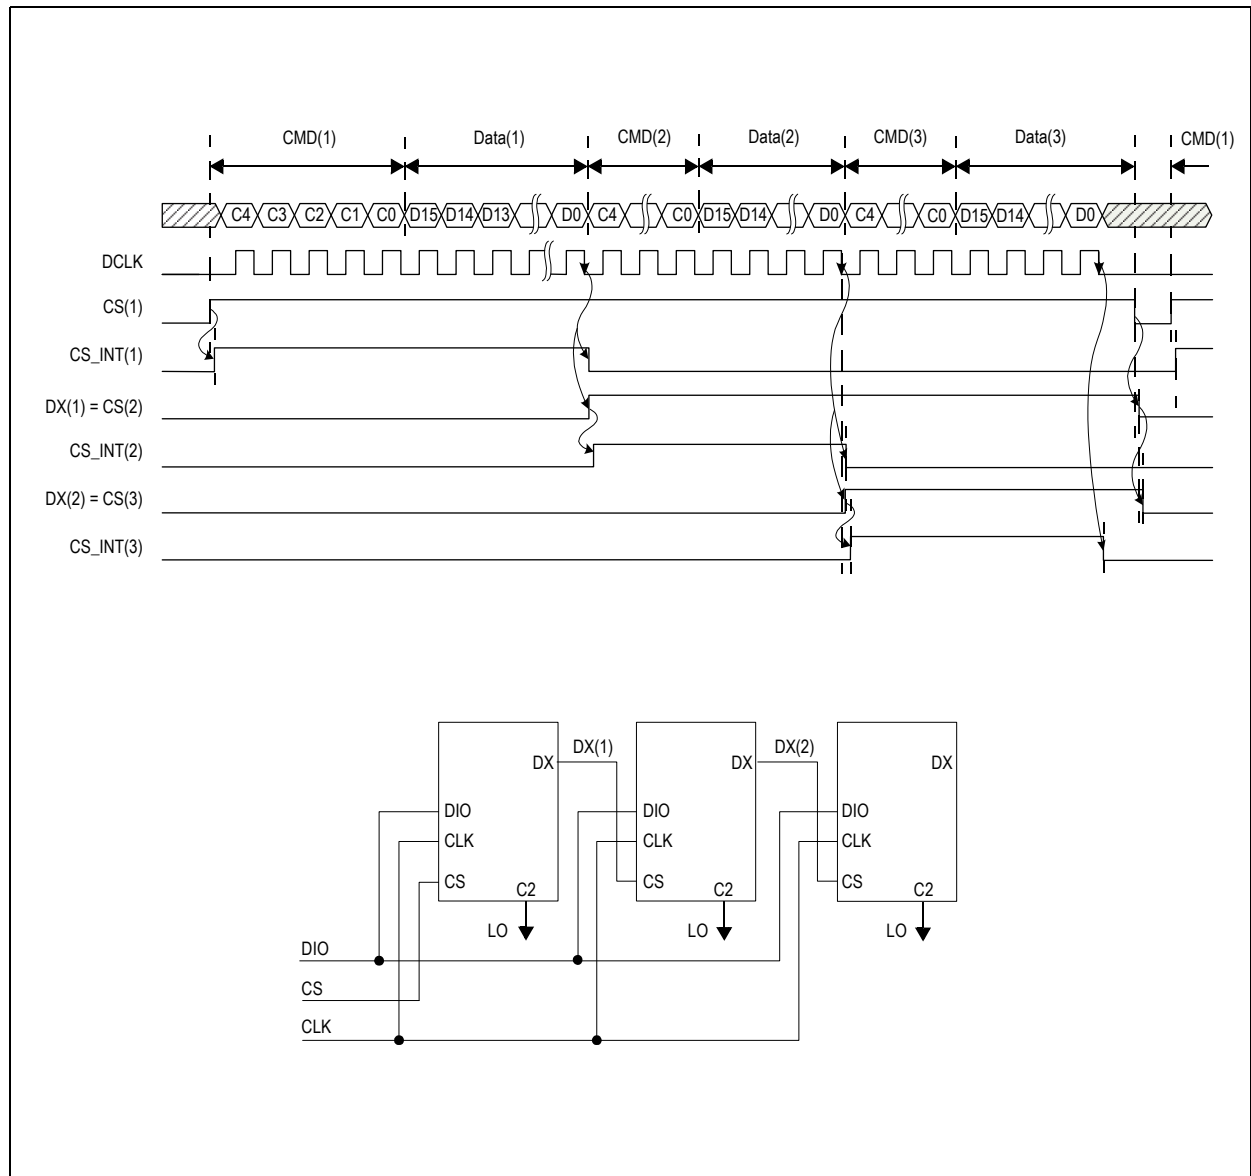 CMD(1) Data(1) CMD(2) Data(2) CMD(3) Data(3) CMD(1)
C4 C3 C2 C1 C0 D15 D14 D13 D0 C4 C0 D15 D14 D0 C4 C0 D15 D14 D0
DCLK
CS(1)
CS_INT(1)
DX(1) = CS(2)
CS_INT(2)
DX(2) = CS(3)
CS_INT(3)
DX(1) DX(2)
DX DX DX
DIO DIO DIO
CLK CLK CLK
CS CS CS
C2 C2 C2
LO LO LO
DIO
CS
CLK